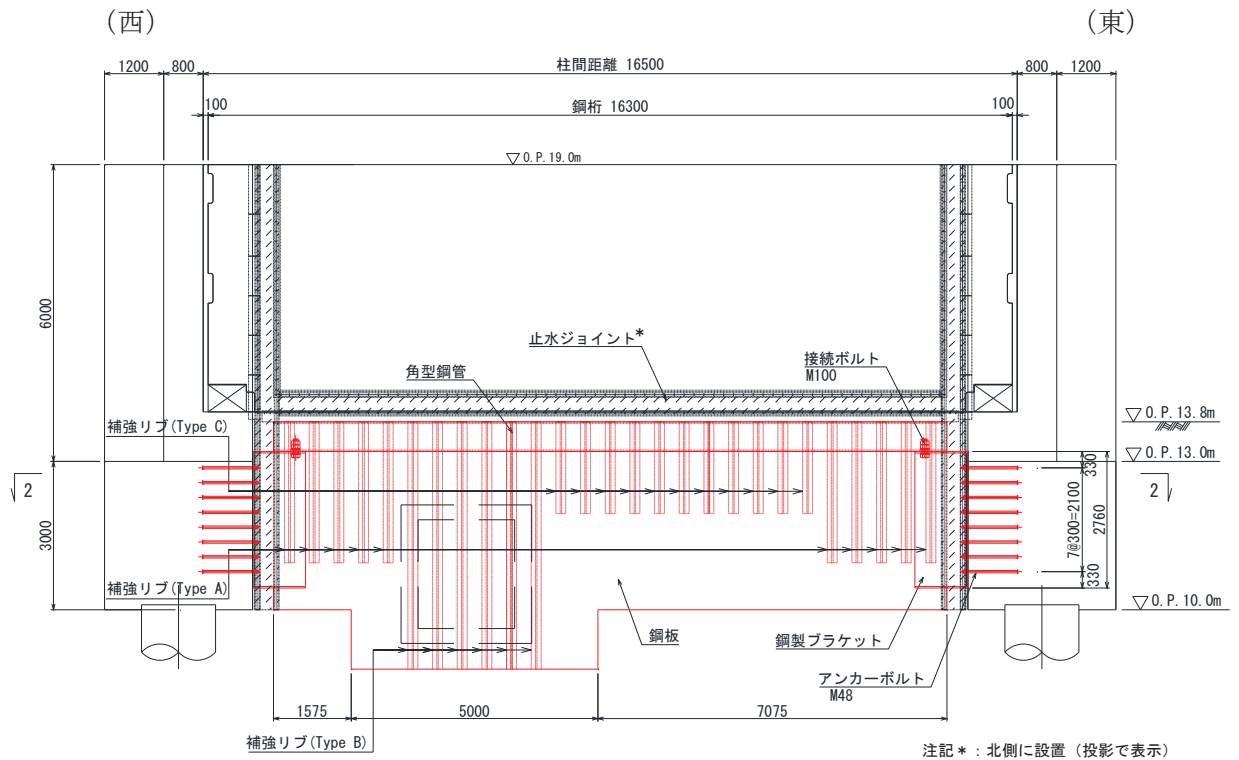 （西）
（東）
1200
800
柱間距離 16500
800
1200
100
鋼桁 16300
100
▽O.P.19.0m
6000
止水ジョイント*
角型鋼管
接続ボルト
M100
補強リブ(Type C)
▽O.P.13.8m
▽O.P.13.0m
2
2
330
7@300=2100
2760
330
3000
補強リブ(Type A)
▽O.P.10.0m
鋼板
鋼製ブラケット
アンカーボルト
M48
1575
5000
7075
補強リブ(Type B)
注記*：北側に設置（投影で表示）